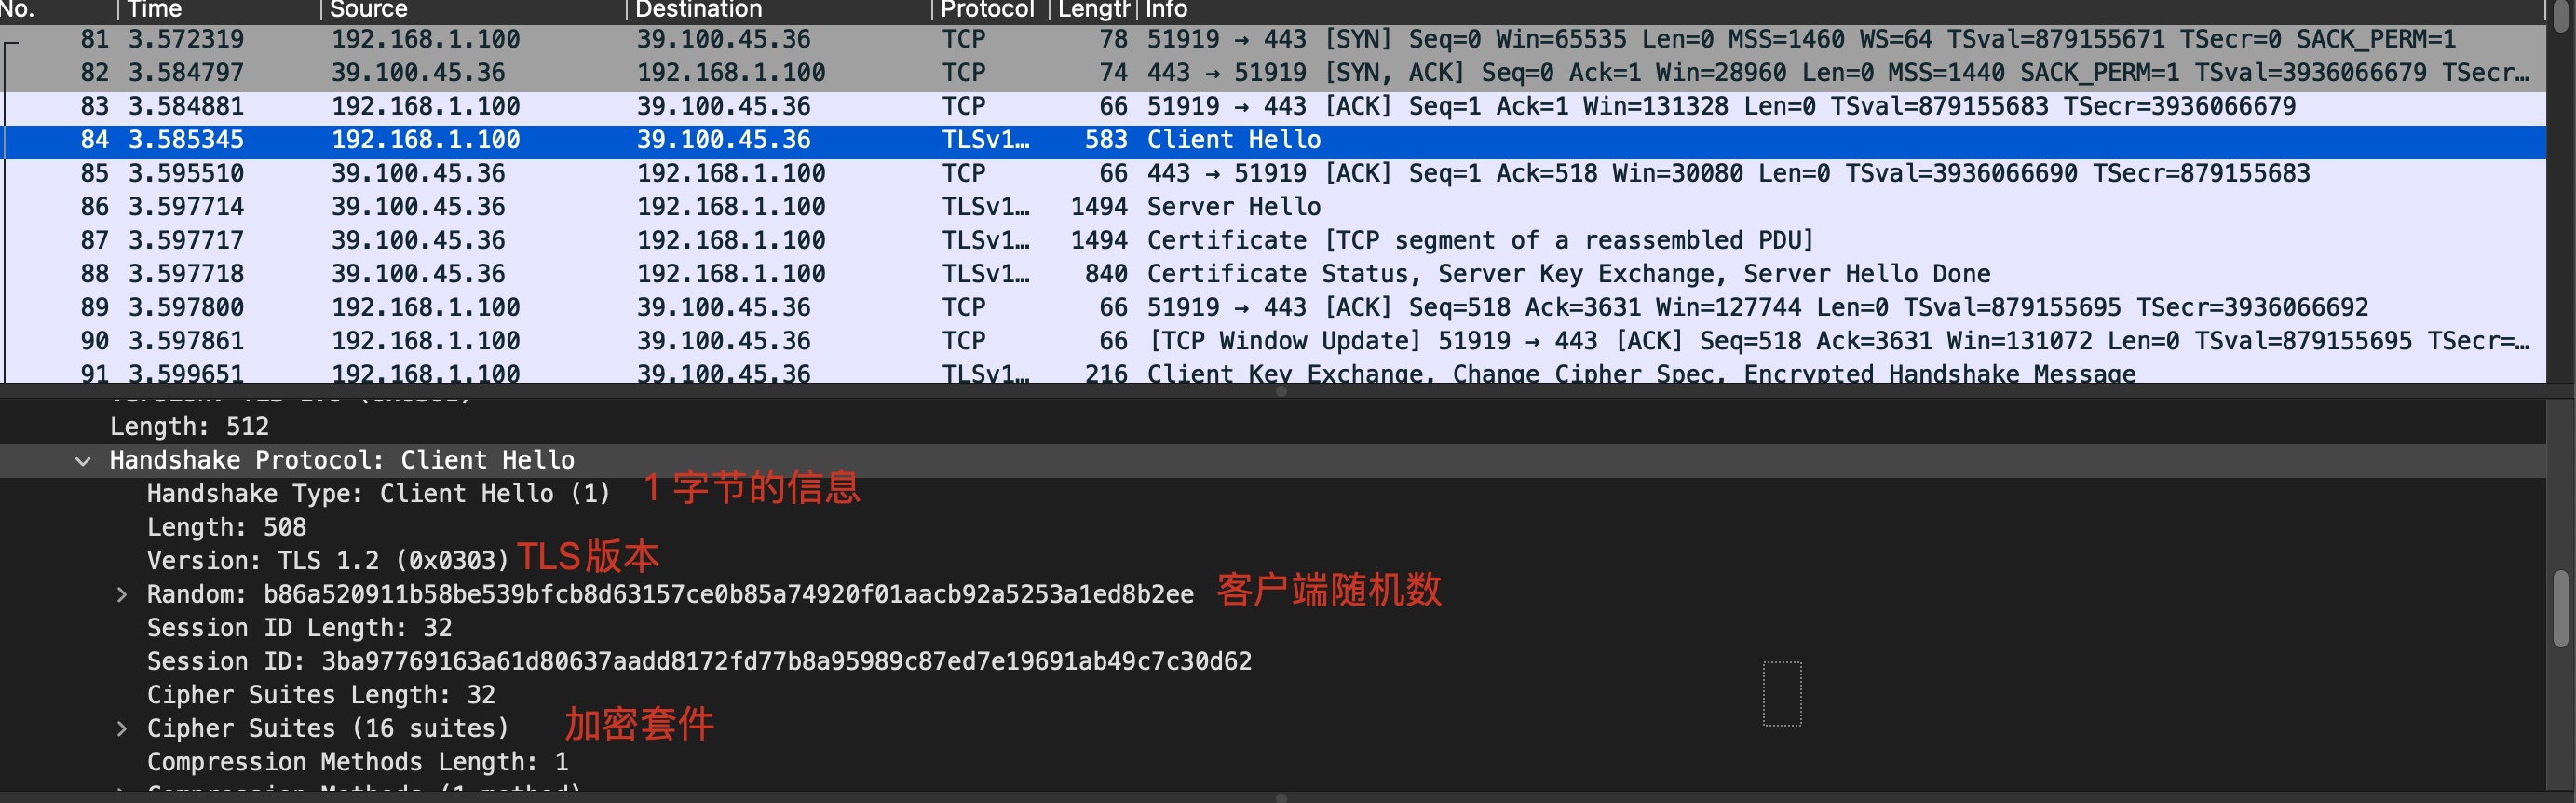 No. Time Source Destination Protocol Length Info
81 3.572319 192.168.1.100 39.100.45.36 TCP 78 51919 → 443 [SYN] Seq=0 Win=65535 Len=0 MSS=1460 WS=64 TSval=879155671 TSecr=0 SACK_PERM=1
82 3.584797 39.100.45.36 192.168.1.100 TCP 74 443 → 51919 [SYN, ACK] Seq=0 Ack=1 Win=28960 Len=0 MSS=1440 SACK_PERM=1 TSval=3936066679 TSecr…
83 3.584881 192.168.1.100 39.100.45.36 TCP 66 51919 → 443 [ACK] Seq=1 Ack=1 Win=131328 Len=0 TSval=879155683 TSecr=3936066679
84 3.585345 192.168.1.100 39.100.45.36 TLSv1… 583 Client Hello
85 3.595510 39.100.45.36 192.168.1.100 TCP 66 443 → 51919 [ACK] Seq=1 Ack=518 Win=30080 Len=0 TSval=3936066690 TSecr=879155683
86 3.597714 39.100.45.36 192.168.1.100 TLSv1… 1494 Server Hello
87 3.597717 39.100.45.36 192.168.1.100 TLSv1… 1494 Certificate [TCP segment of a reassembled PDU]
88 3.597718 39.100.45.36 192.168.1.100 TLSv1… 840 Certificate Status, Server Key Exchange, Server Hello Done
89 3.597800 192.168.1.100 39.100.45.36 TCP 66 51919 → 443 [ACK] Seq=518 Ack=3631 Win=127744 Len=0 TSval=879155695 TSecr=3936066692
90 3.597861 192.168.1.100 39.100.45.36 TCP 66 [TCP Window Update] 51919 → 443 [ACK] Seq=518 Ack=3631 Win=131072 Len=0 TSval=879155695 TSecr=…
91 3.599651 192.168.1.100 39.100.45.36 TLSv1… 216 Client Key Exchange, Change Cipher Spec, Encrypted Handshake Message
Version: TLS 1.0 (0x0301)
Length: 512
Handshake Protocol: Client Hello
Handshake Type: Client Hello (1) 1 字节的信息
Length: 508
Version: TLS 1.2 (0x0303) TLS版本
Random: b86a520911b58be539bfcb8d63157ce0b85a74920f01aacb92a5253a1ed8b2ee 客户端随机数
Session ID Length: 32
Session ID: 3ba97769163a61d80637aadd8172fd77b8a95989c87ed7e19691ab49c7c30d62
Cipher Suites Length: 32
Cipher Suites (16 suites) 加密套件
Compression Methods Length: 1
Compression Methods (1 method)